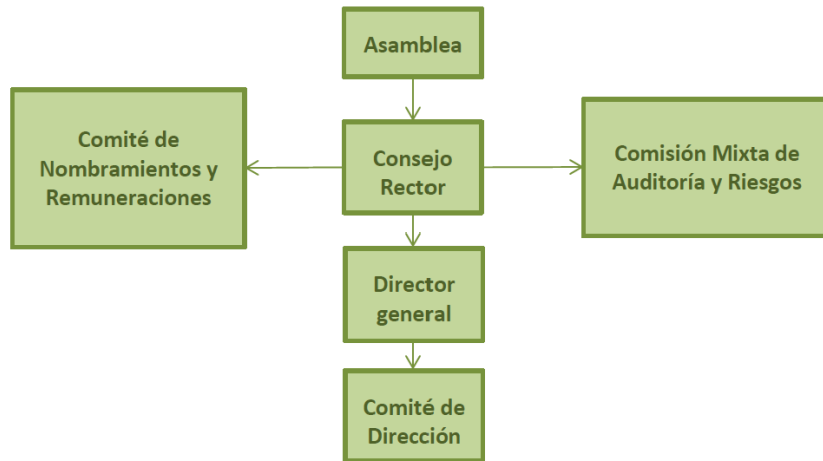 Asamblea
Comité de
Nombramientos y
Remuneraciones
Consejo
Rector
Comisión Mixta de
Auditoría y Riesgos
Director
general
Comité de
Dirección